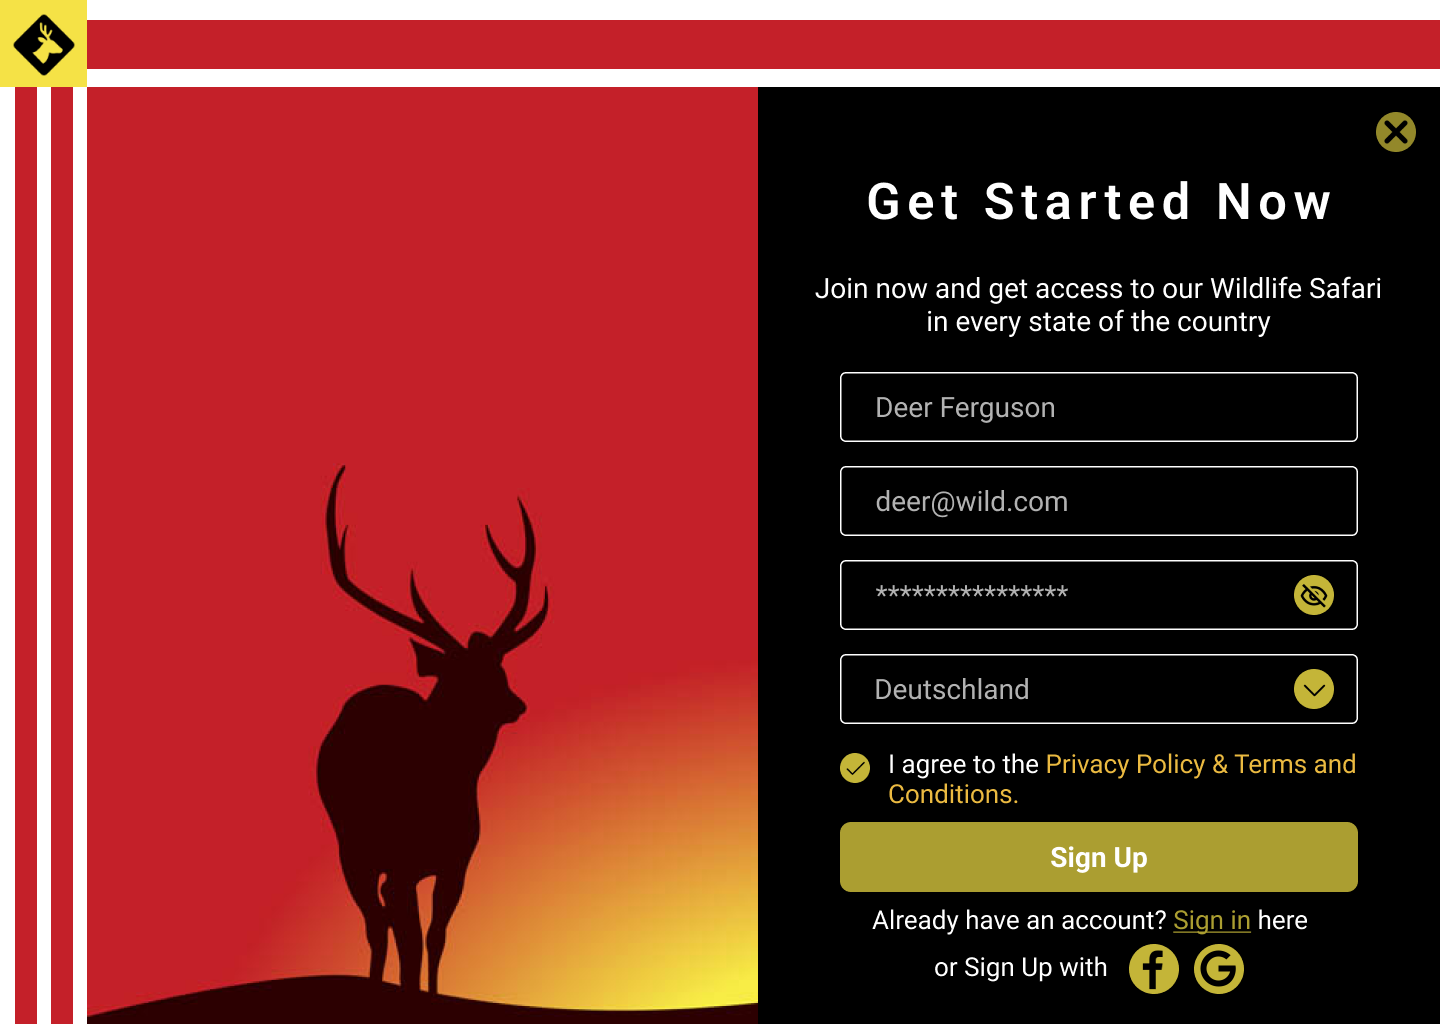 Get Started Now
Join now and get access to our Wildlife Safari
in every state of the country
Deer Ferguson
deer@wild.com
****************
Deutschland
I agree to the Privacy Policy & Terms and
Conditions.
Sign Up
Already have an account? Sign in here
or Sign Up with